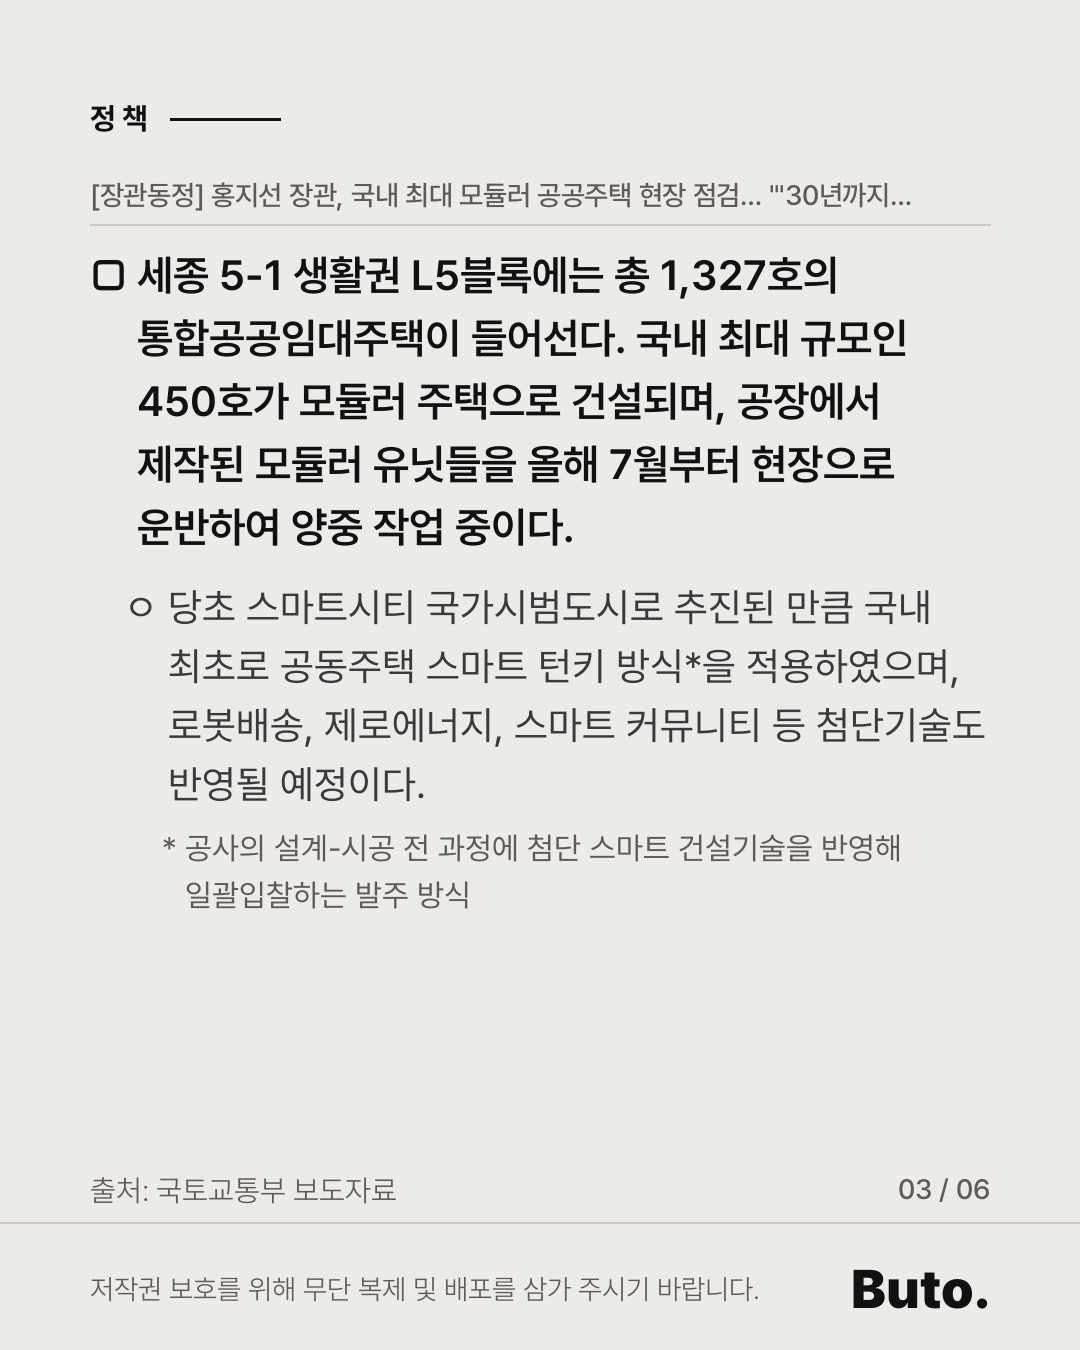 정책
[장관동정] 홍지선 장관, 국내 최대 모듈러 공공주택 현장 점검… "'30년까지…
□ 세종 5-1 생활권 L5블록에는 총 1,327호의
통합공공임대주택이 들어선다. 국내 최대 규모인
450호가 모듈러 주택으로 건설되며, 공장에서
제작된 모듈러 유닛들을 올해 7월부터 현장으로
운반하여 양중 작업 중이다.
ㅇ 당초 스마트시티 국가시범도시로 추진된 만큼 국내
최초로 공동주택 스마트 턴키 방식*을 적용하였으며,
로봇배송, 제로에너지, 스마트 커뮤니티 등 첨단기술도
반영될 예정이다.
* 공사의 설계-시공 전 과정에 첨단 스마트 건설기술을 반영해
일괄입찰하는 발주 방식
출처: 국토교통부 보도자료
03 / 06
저작권 보호를 위해 무단 복제 및 배포를 삼가 주시기 바랍니다.
Buto.